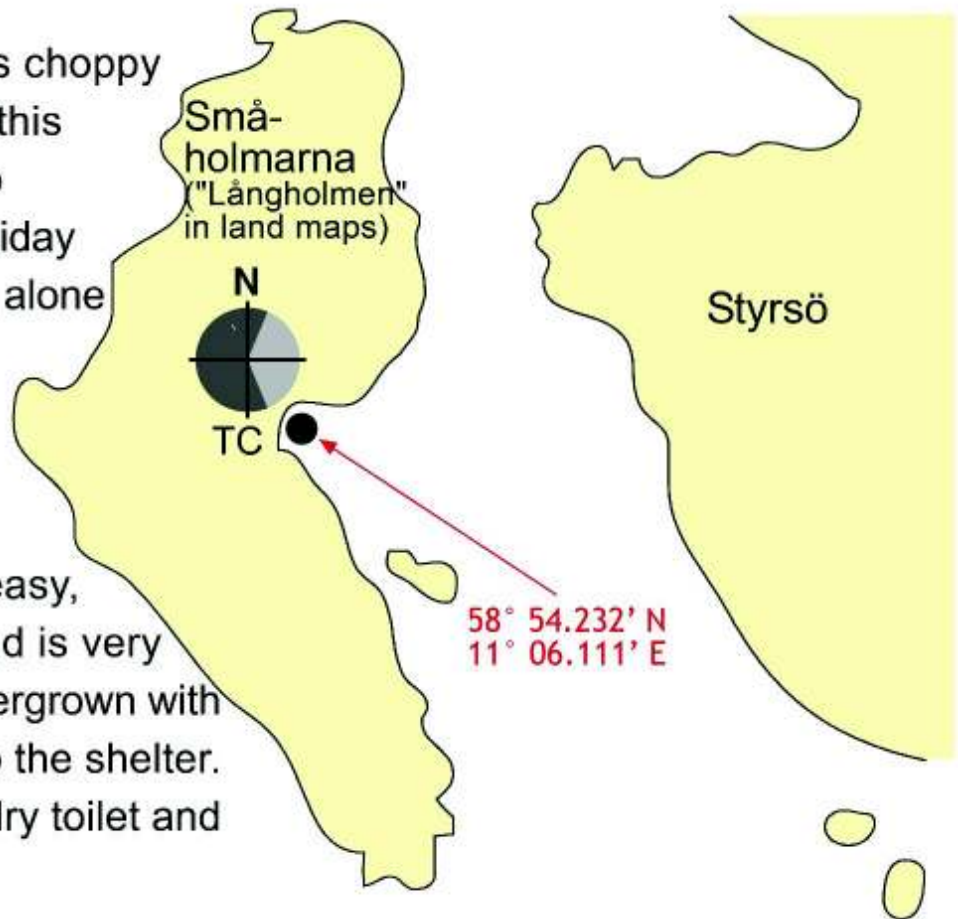 s choppy
this
iday
alone
easy,
d is very
ergrown with
the shelter.
dry toilet and
Små-
holmarna
("Långholmen"
in land maps)
N
TC
Styrsö
58° 54.232’ N
11° 06.111’ E